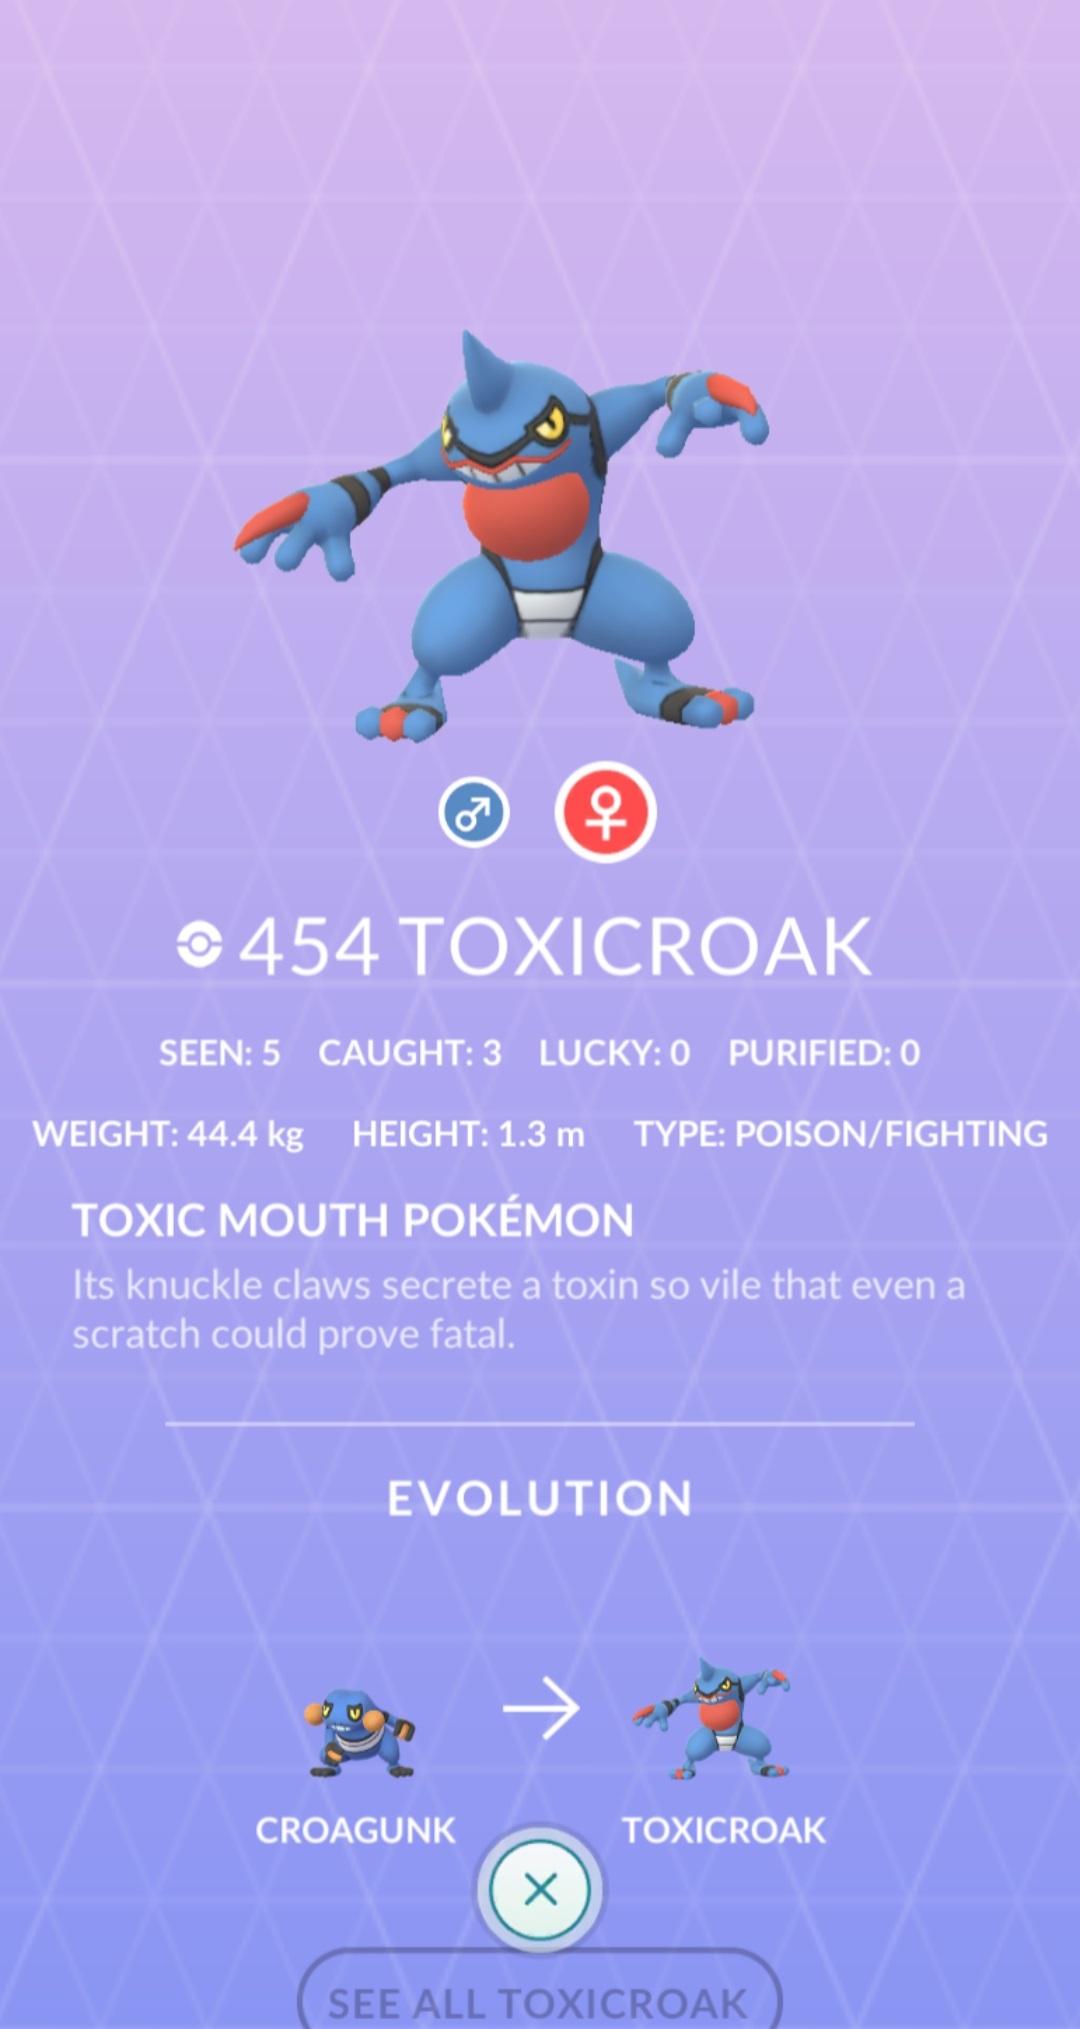 454 TOXICROAK
SEEN: 5 CAUGHT: 3 LUCKY: 0 PURIFIED: 0
WEIGHT: 44.4 kg HEIGHT: 1.3 m TYPE: POISON/FIGHTING
TOXIC MOUTH POKÉMON
Its knuckle claws secrete a toxin so vile that even a
scratch could prove fatal.
EVOLUTION
CROAGUNK TOXICROAK
SEE ALL TOXICROAK